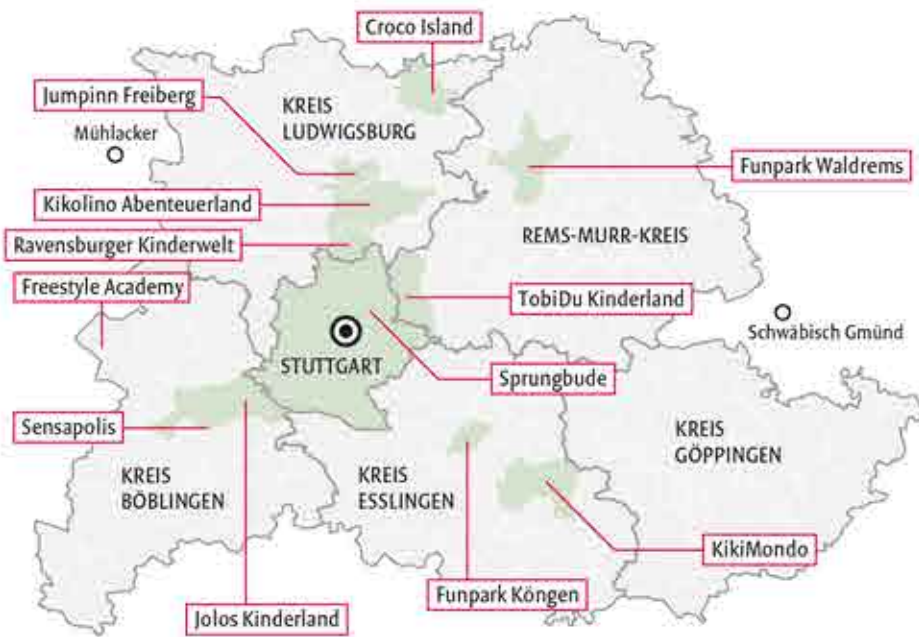 Croco Island
Jumpinn Freiberg
KREIS
LUDWIGSBURG
Mühlacker
Funpark Waldrems
Kikolino Abenteuerland
REMS-MURR-KREIS
Ravensburger Kinderwelt
Freestyle Academy
TobiDu Kinderland
Schwäbisch Gmünd
STUTTGART
Sprungbude
Sensapolis
KREIS
GÖPPINGEN
KREIS
BÖBLINGEN
KREIS
ESSLINGEN
KikiMondo
Funpark Köngen
Jolos Kinderland